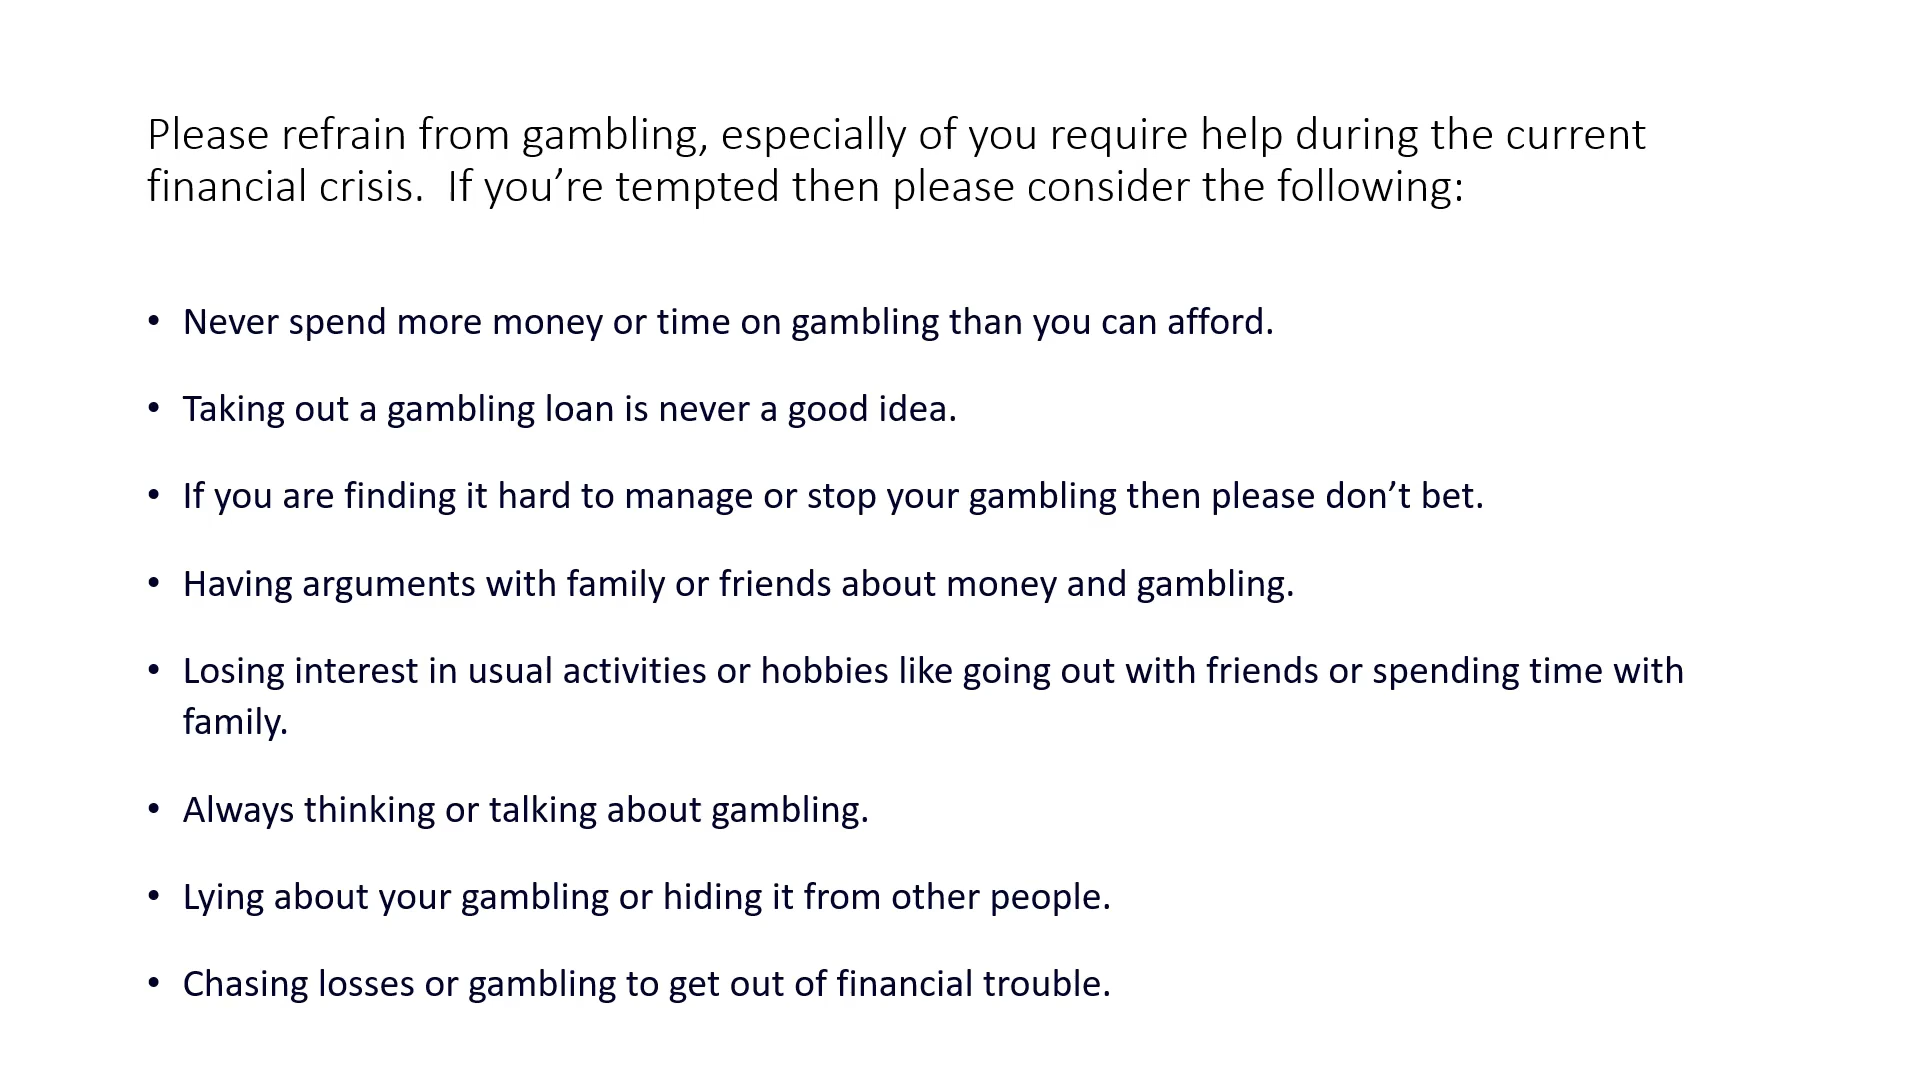 Please refrain from gambling, especially of you require help during the current
financial crisis.  If you’re tempted then please consider the following:
• Never spend more money or time on gambling than you can afford.
• Taking out a gambling loan is never a good idea.
• If you are finding it hard to manage or stop your gambling then please don’t bet.
• Having arguments with family or friends about money and gambling.
• Losing interest in usual activities or hobbies like going out with friends or spending time with
family.
• Always thinking or talking about gambling.
• Lying about your gambling or hiding it from other people.
• Chasing losses or gambling to get out of financial trouble.